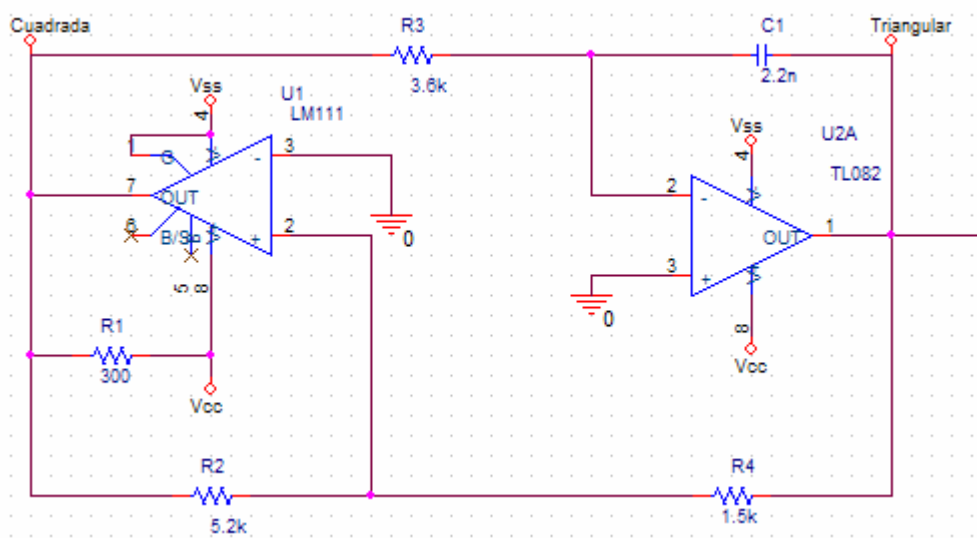 Cuadrada
R3
3.6k
C1
2.2n
Triangular
Vss
4
U1
LM111
1
G
V
-
3
7
OUT
6
B/S
V
+
2
5
8
0
R1
300
Vcc
Vss
4
U2A
TL082
2
-
V
OUT
1
3
+
V
0
8
Vcc
R2
5.2k
R4
1.5k